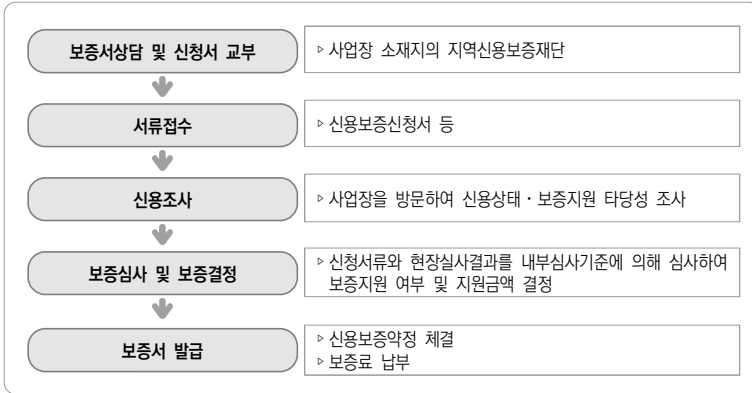 보증서상담 및 신청서 교부
▹사업장 소재지의 지역신용보증재단
서류접수
▹신용보증신청서 등
신용조사
▹사업장을 방문하여 신용상태·보증지원 타당성 조사
보증심사 및 보증결정
▹신청서류와 현장실사결과를 내부심사기준에 의해 심사하여
보증지원 여부 및 지원금액 결정
보증서 발급
▹신용보증약정 체결
▹보증료 납부